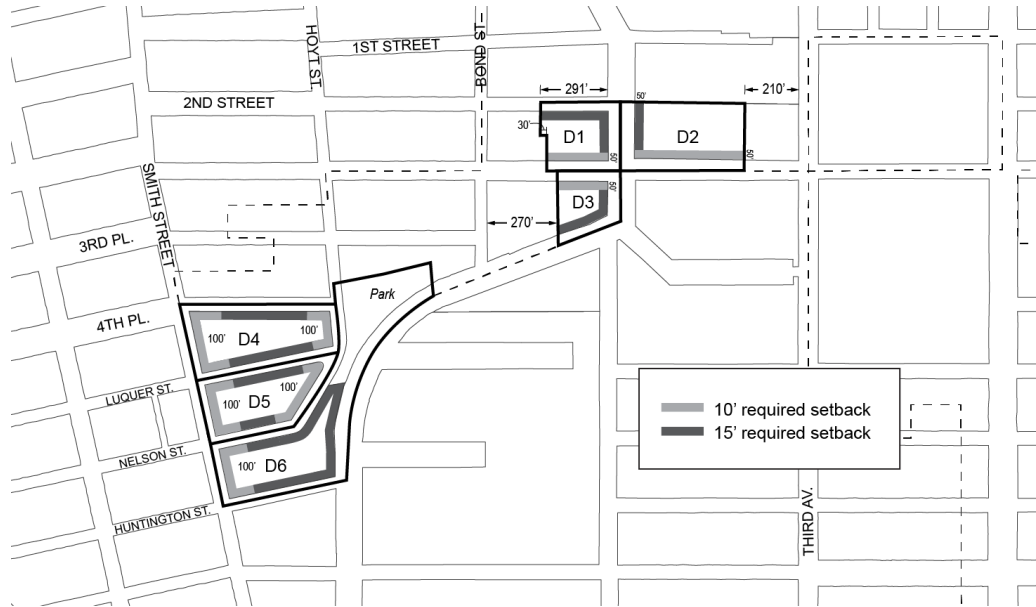 1ST STREET
HOYT ST.
BOND ST.
2ND STREET
291'
210'
50'
30'
D1
50'
D2
50'
50'
D3
SMITH STREET
270'
3RD PL.
Park
4TH PL.
100'
D4
100'
100'
D5
100'
LUQUER ST.
10' required setback
15' required setback
NELSON ST.
100'
D6
HUNTINGTON ST.
THIRD AV.